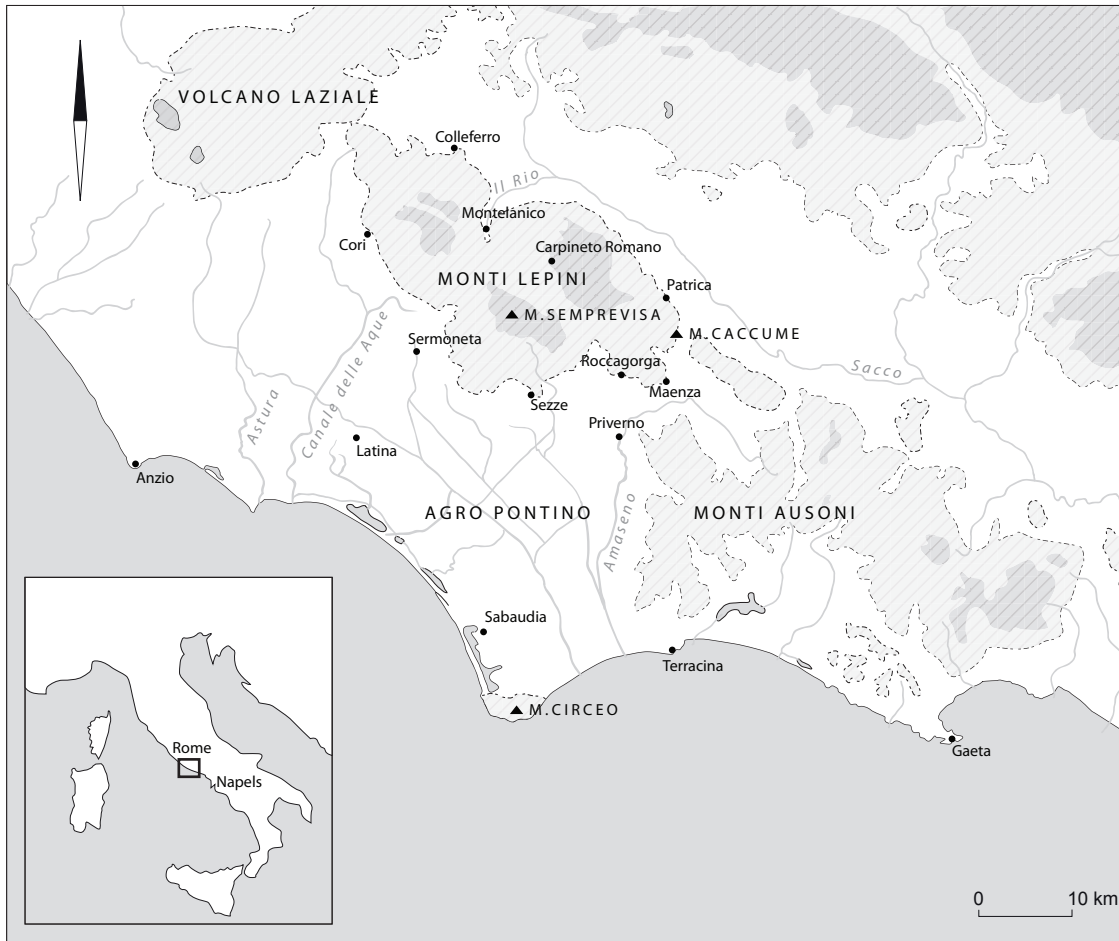 VOLCANO LAZIALE
Colleferro
Il Rio
Montelanico
Cori
Carpineto Romano
MONTI LEPINI
Patrica
M.SEMPREVISA
M.CACCUME
Sermoneta
Canale delle Aque
Roccagorga
Sacco
Maenza
Sezze
Astura
Priverno
Latina
Anzio
AGRO PONTINO
MONTI AUSONI
Amaseno
Sabaudia
Terracina
M.CIRCEO
Gaeta
Rome
Napels
0 10 km